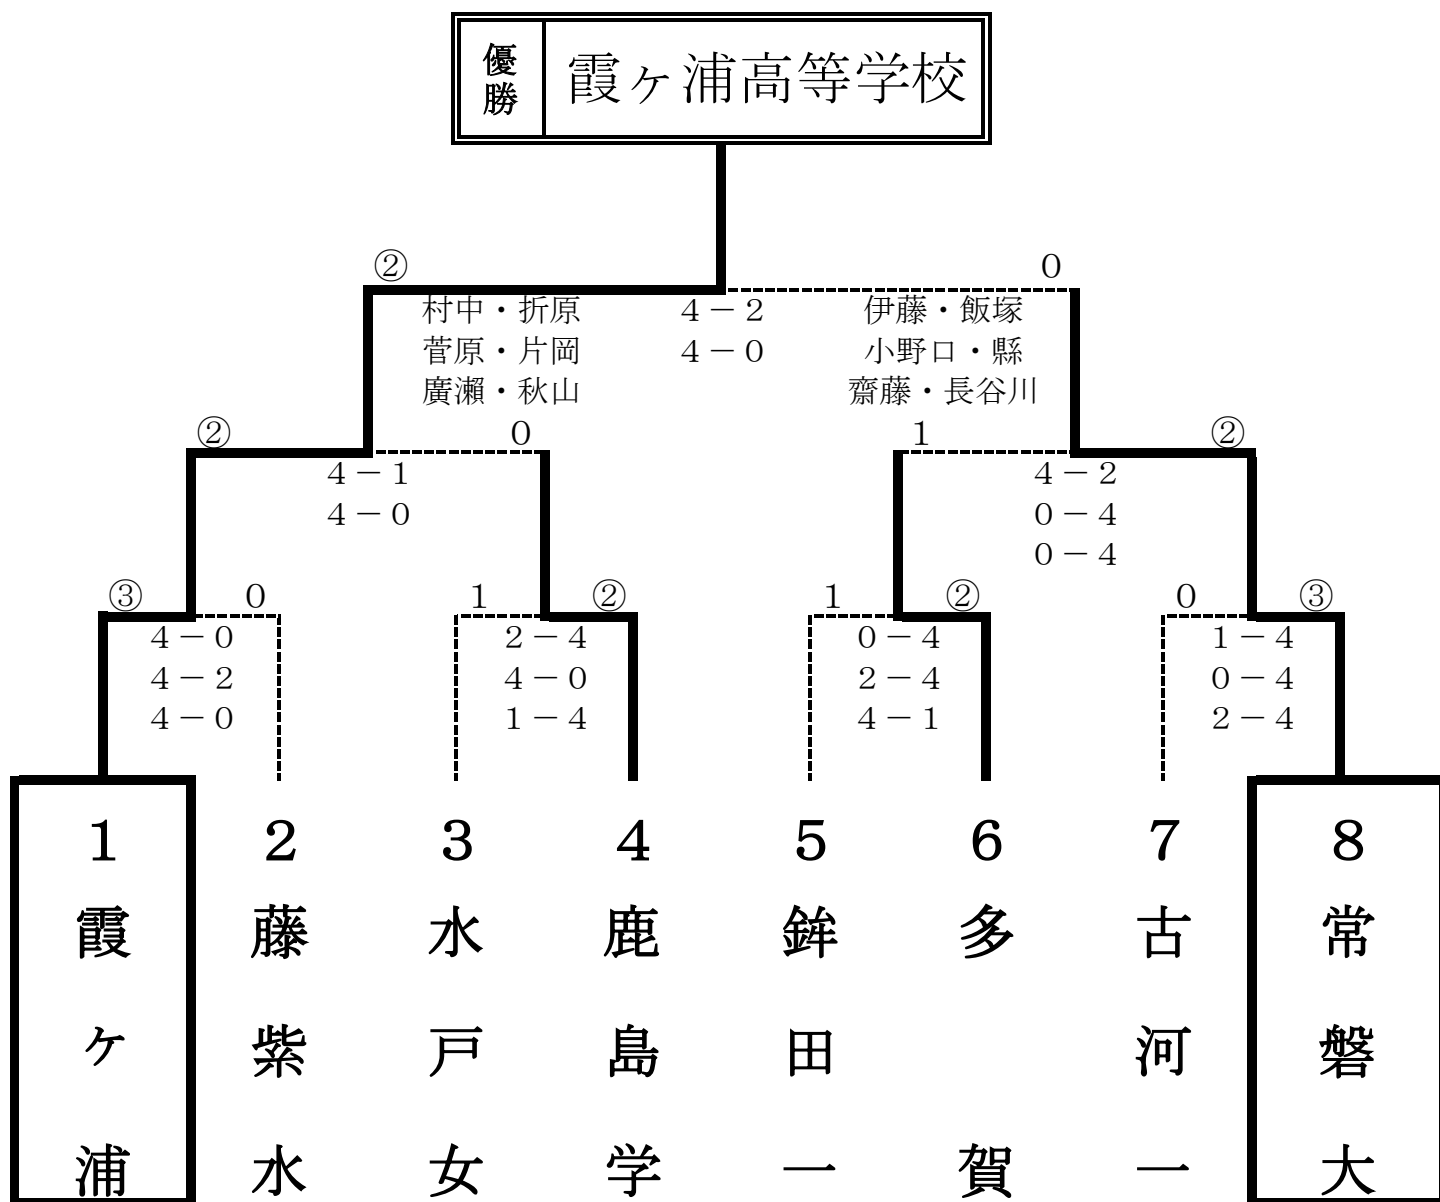 優勝
霞ヶ浦高等学校
② 0
村中・折原 ４－２ 伊藤・飯塚
菅原・片岡 ４－０ 小野口・縣
廣瀬・秋山 齋藤・長谷川
② 0 1 ②
４－１ ４－２
４－０ ０－４
０－４
③ 0 1 ② 1 ② 0 ③
４－０ ２－４ ０－４ １－４
４－２ ４－０ ２－４ ０－４
４－０ １－４ ４－１ ２－４
1 2 3 4 5 6 7 8
霞ヶ浦
藤紫水
水戸女
鹿島学
鉾田一
多賀
古河一
常磐大